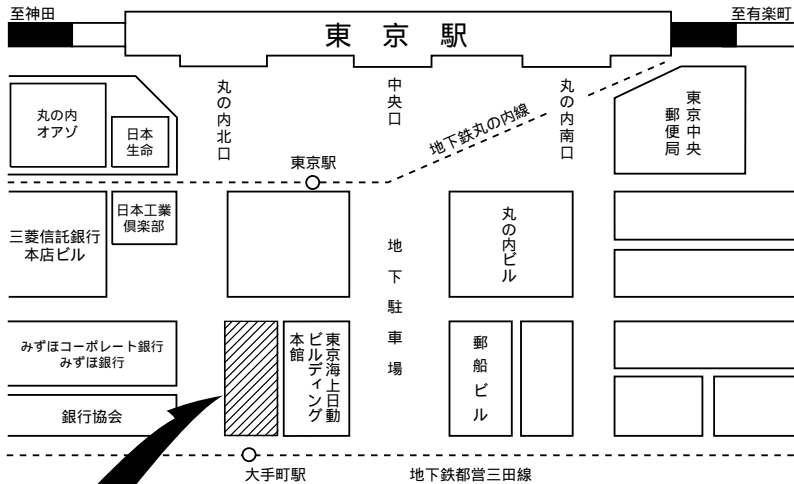 至神田
至有楽町
東京駅
丸の内北口
中央口
丸の内南口
丸の内
オアゾ
日本
生命
地下鉄丸の内線
東京中央
郵便局
東京駅
三菱信託銀行
本店ビル
日本工業
倶楽部
丸の内ビル
地下駐車場
みずほコーポレート銀行
みずほ銀行
東京海上日動
ビルディング
本館
郵船ビル
銀行協会
大手町駅
地下鉄都営三田線